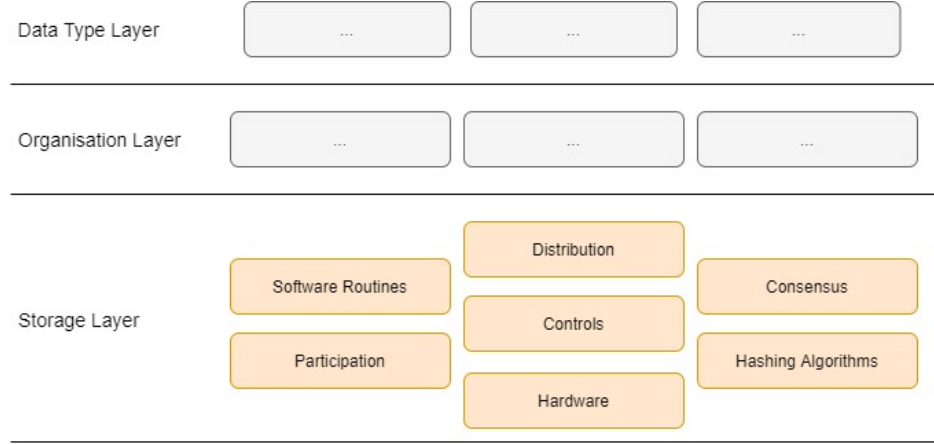 Data Type Layer
...
...
...
Organisation Layer
...
...
...
Storage Layer
Software Routines
Participation
Distribution
Controls
Hardware
Consensus
Hashing Algorithms